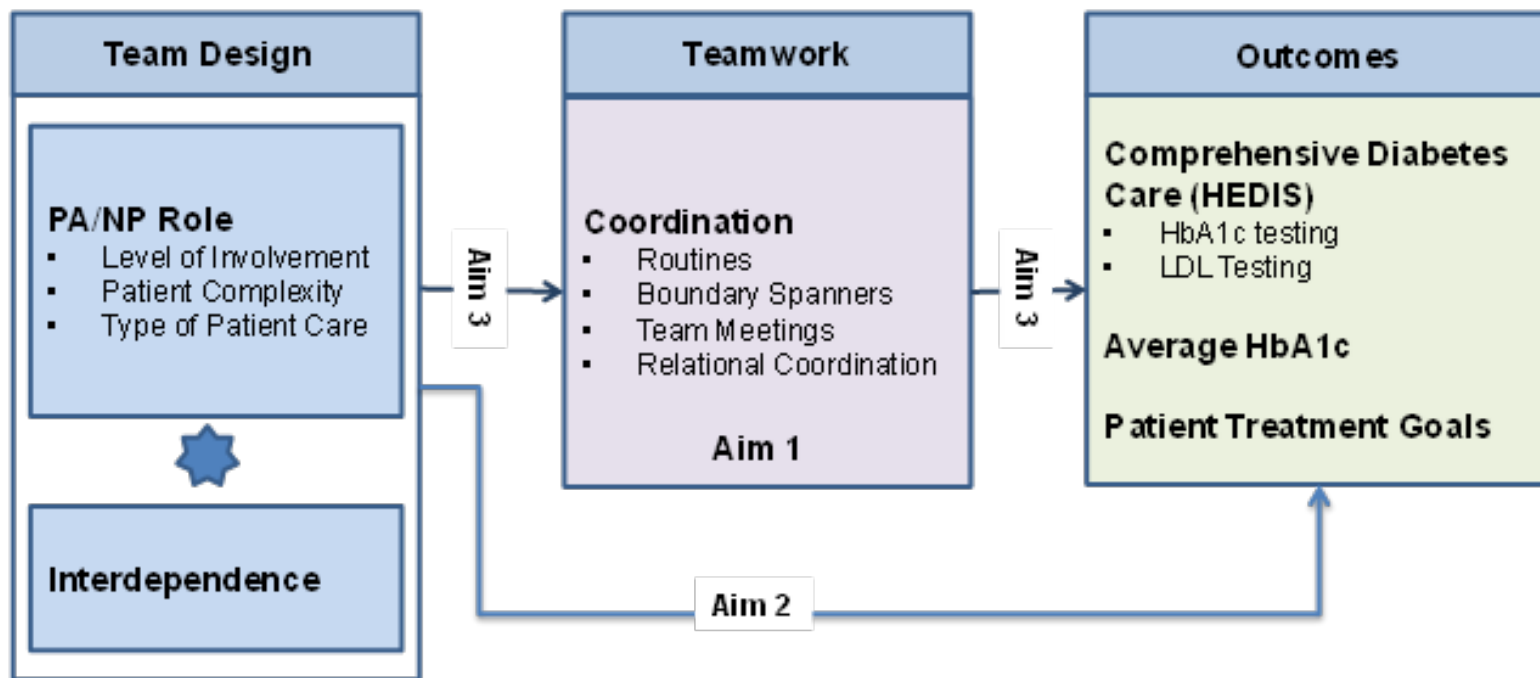 Team Design
PA/NP Role
▪ Level of Involvement
▪ Patient Complexity
▪ Type of Patient Care
Interdependence
Aim 3
Teamwork
Coordination
▪ Routines
▪ Boundary Spanners
▪ Team Meetings
▪ Relational Coordination
Aim 1
Aim 3
Outcomes
Comprehensive Diabetes
Care (HEDIS)
▪ HbA1c testing
▪ LDL Testing
Average HbA1c
Patient Treatment Goals
Aim 2